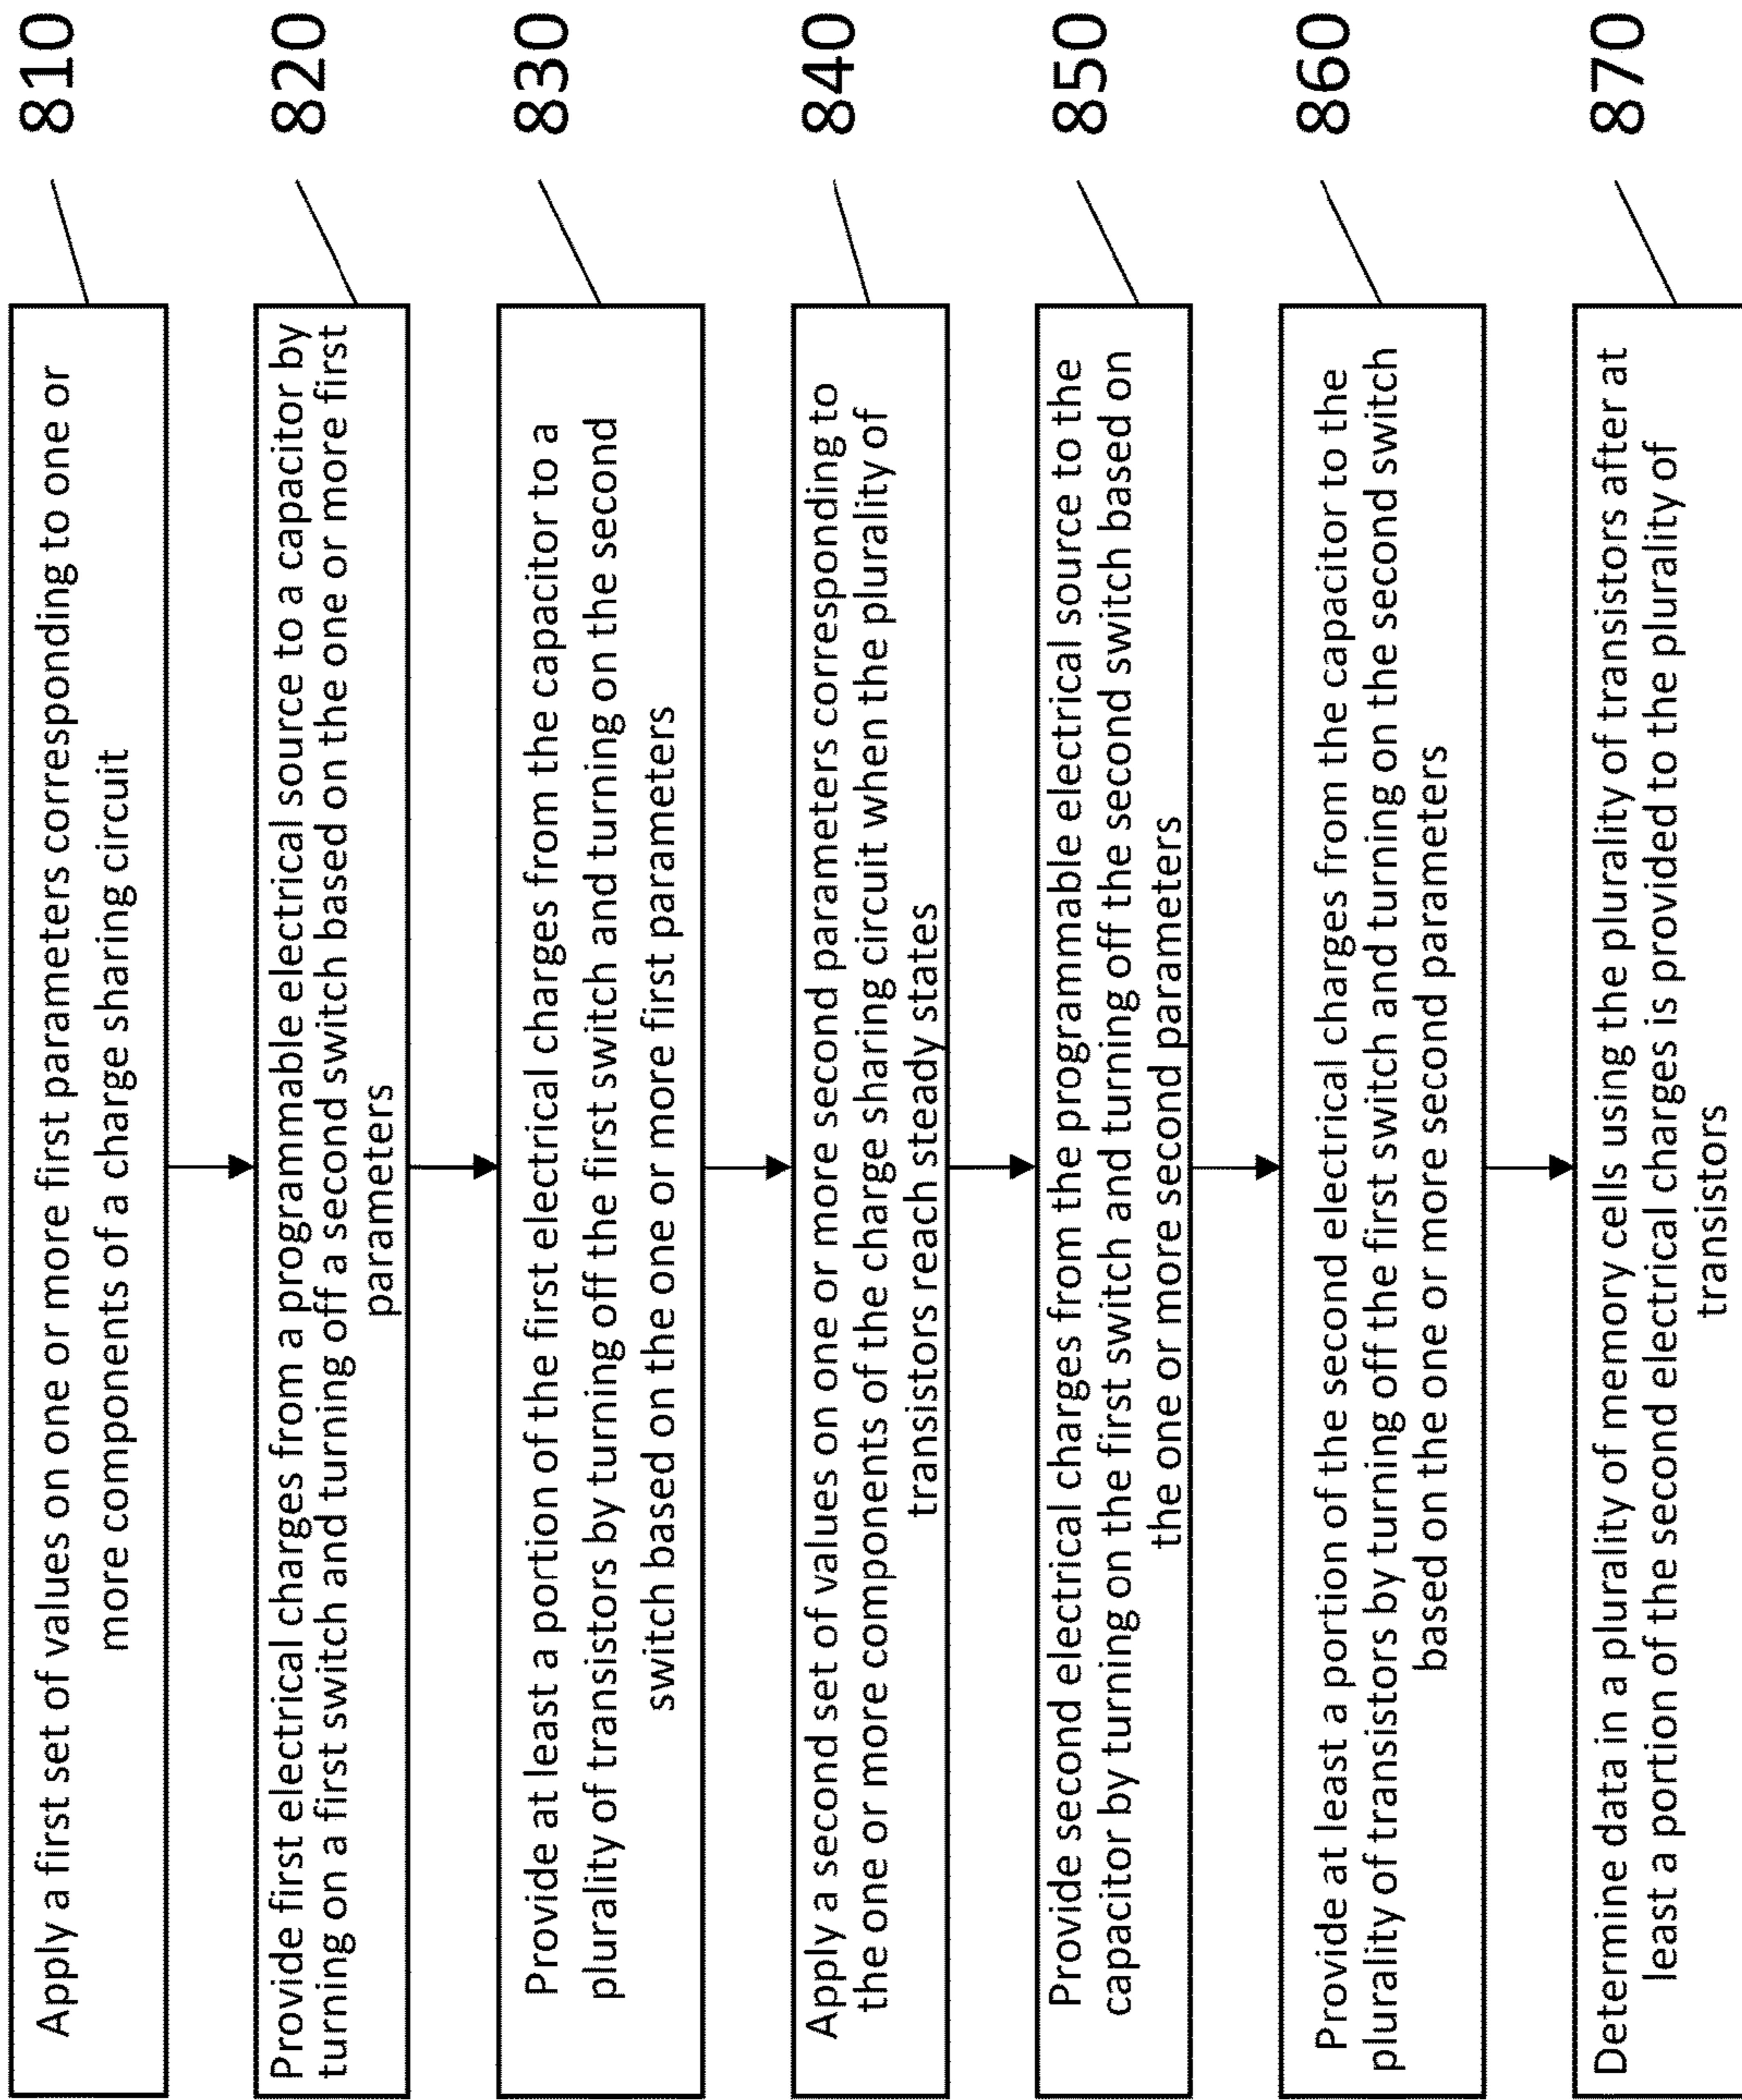 Apply a first set of values on one or more first parameters corresponding to one or
more components of a charge sharing circuit
810
Provide first electrical charges from a programmable electrical source to a capacitor by
turning on a first switch and turning off a second switch based on the one or more first
parameters
820
Provide at least a portion of the first electrical charges from the capacitor to a
plurality of transistors by turning off the first switch and turning on the second
switch based on the one or more first parameters
830
Apply a second set of values on one or more second parameters corresponding to
the one or more components of the charge sharing circuit when the plurality of
transistors reach steady states
840
Provide second electrical charges from the programmable electrical source to the
capacitor by turning on the first switch and turning off the second switch based on
the one or more second parameters
850
Provide at least a portion of the second electrical charges from the capacitor to the
plurality of transistors by turning off the first switch and turning on the second switch
based on the one or more second parameters
860
Determine data in a plurality of memory cells using the plurality of transistors after at
least a portion of the second electrical charges is provided to the plurality of
transistors
870